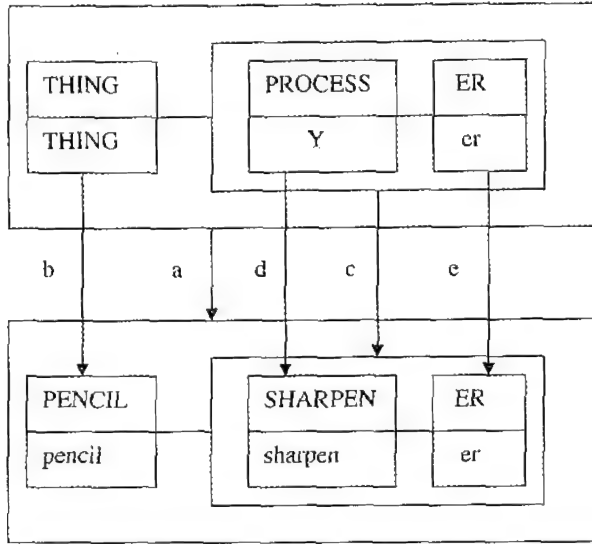 THING PROCESS ER
THING Y er
b a d c e
PENCIL SHARPEN ER
pencil sharpen er